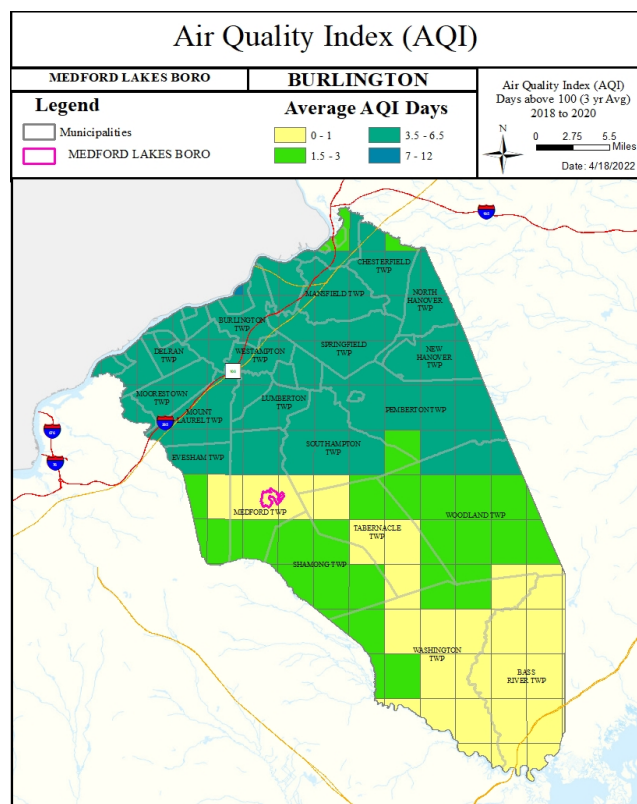 Air Quality Index (AQI)
MEDFORD LAKES BORO
BURLINGTON
Legend
Municipalities
MEDFORD LAKES BORO
Average AQI Days
0 - 1
3.5 - 6.5
1.5 - 3
7 - 12
Air Quality Index (AQI)
Days above 100 (3 yr Avg)
2018 to 2020
N
0 2.75 5.5
Miles
Date: 4/18/2022
CHESTERFIELD
TWP
MANSFIELD TWP
NORTH
HANOVER
TWP
BURLINGTON
TWP
SPRINGFIELD
TWP
DELRAN
TWP
WESTAMPTON
TWP
NEW
HANOVER
TWP
MOORESTOWN
TWP
LUMBERTON
TWP
MOUNT
LAUREL TWP
PEMBERTON TWP
SOUTHAMPTON
TWP
EVESHAM TWP
MEDFORD TWP
WOODLAND TWP
TABERNACLE
TWP
SHAMONG TWP
WASHINGTON
TWP
BASS
RIVER TWP